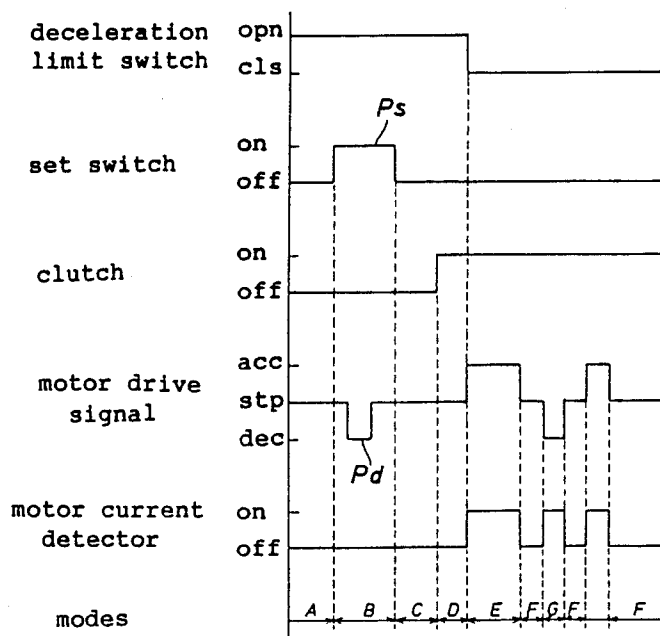 deceleration
limit switch
opn
cls
Ps
set switch
on
off
clutch
on
off
motor drive
signal
acc
stp
dec
Pd
motor current
detector
on
off
modes
A B C D E F G F F